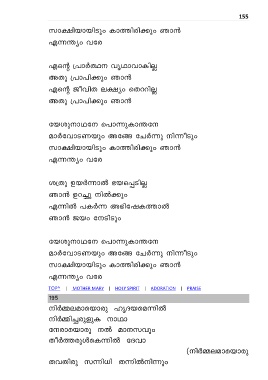 155
സാക്ഷിയായിടും കാത്തിരിക്കും ഞാൻ
എന്നന്ത്യം വരെ
എന്റെ പ്രാർത്ഥന വൃഥാവാകില്ല
അതു പ്രാപിക്കും ഞാൻ
എന്റെ ജീവിത ലക്ഷ്യം തെററില്ല
അതു പ്രാപിക്കും ഞാൻ
യേശുനാഥനേ പൊന്നുകാന്തനേ
മാർവോടണയും അങ്ങേ ചേർന്നു നിന്നീടും
സാക്ഷിയായിടും കാത്തിരിക്കും ഞാൻ
എന്നന്ത്യം വരെ
ശത്രു ഉയർന്നാൽ ഭയപ്പെടില്ല
ഞാൻ ഉറച്ചു നിൽക്കും
എന്നിൽ പകർന്ന അഭിഷേകത്താൽ
ഞാൻ ജയം നേടിടും
യേശുനാഥനേ പൊന്നുകാന്തനേ
മാർവോടണയും അങ്ങേ ചേർന്നു നിന്നീടും
സാക്ഷിയായിടും കാത്തിരിക്കും ഞാൻ
എന്നന്ത്യം വരെ
TOP^ | MOTHER MARY | HOLY SPIRIT | ADORATION | PRAISE
195
നിർമ്മലമായൊരു ഹൃദയമെന്നിൽ
നിർമ്മിച്ചരുളുക നാഥാ
നേരായൊരു നൽ മാനസവും
തീർത്തരുൾകെന്നിൽ ദേവാ
(നിർമ്മലമായൊരു
തവതിരു സന്നിധി തന്നിൽനിന്നും